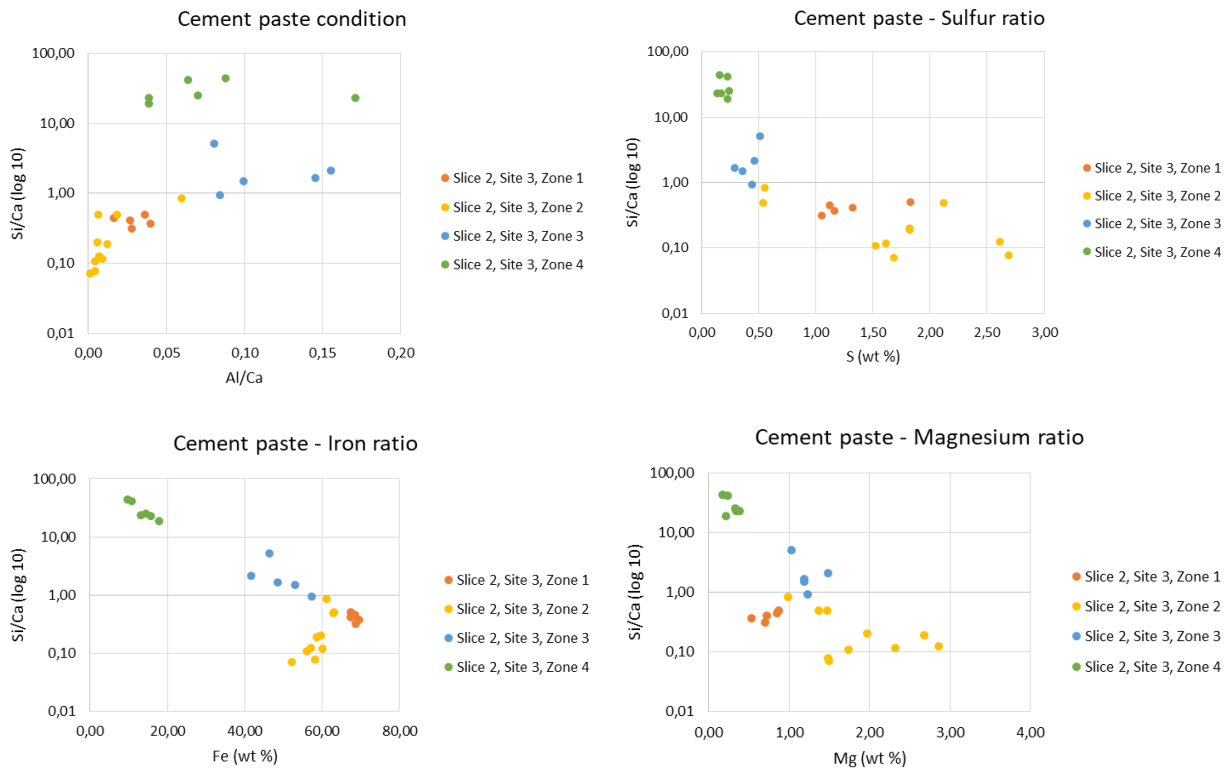 Cement paste condition
100,00
10,00
1,00
0,10
0,01
Si/Ca (log 10)
0,00 0,05 0,10 0,15 0,20
Al/Ca
Slice 2, Site 3, Zone 1
Slice 2, Site 3, Zone 2
Slice 2, Site 3, Zone 3
Slice 2, Site 3, Zone 4
Cement paste - Sulfur ratio
100,00
10,00
1,00
0,10
0,01
Si/Ca (log 10)
0,00 0,50 1,00 1,50 2,00 2,50 3,00
S (wt %)
Slice 2, Site 3, Zone 1
Slice 2, Site 3, Zone 2
Slice 2, Site 3, Zone 3
Slice 2, Site 3, Zone 4
Cement paste - Iron ratio
100,00
10,00
1,00
0,10
0,01
Si/Ca (log 10)
0,00 20,00 40,00 60,00 80,00
Fe (wt %)
Slice 2, Site 3, Zone 1
Slice 2, Site 3, Zone 2
Slice 2, Site 3, Zone 3
Slice 2, Site 3, Zone 4
Cement paste - Magnesium ratio
100,00
10,00
1,00
0,10
0,01
Si/Ca (log 10)
0,00 1,00 2,00 3,00 4,00
Mg (wt %)
Slice 2, Site 3, Zone 1
Slice 2, Site 3, Zone 2
Slice 2, Site 3, Zone 3
Slice 2, Site 3, Zone 4